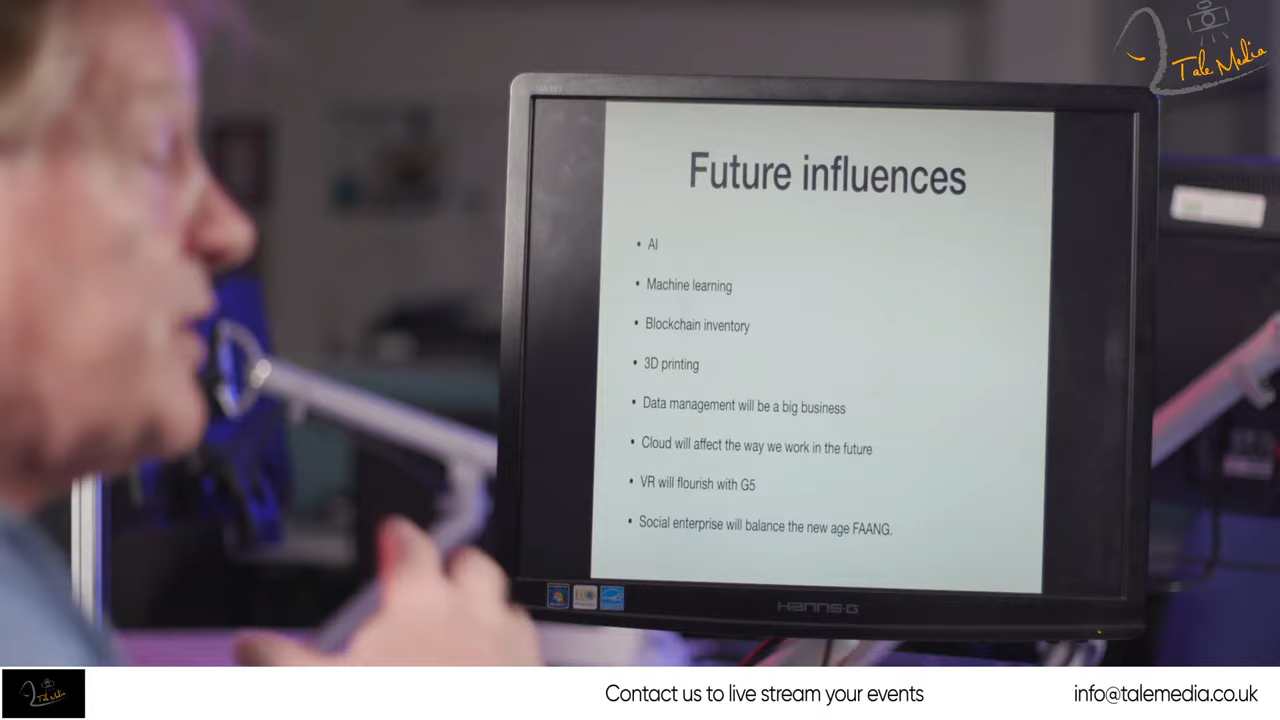 Tale Media
Future influences
• AI
• Machine learning
• Blockchain inventory
• 3D printing
• Data management will be a big business
• Cloud will affect the way we work in the future
• VR will flourish with G5
• Social enterprise will balance the new age FAANG.
HANNS-G
Contact us to live stream your events
info@talemedia.co.uk